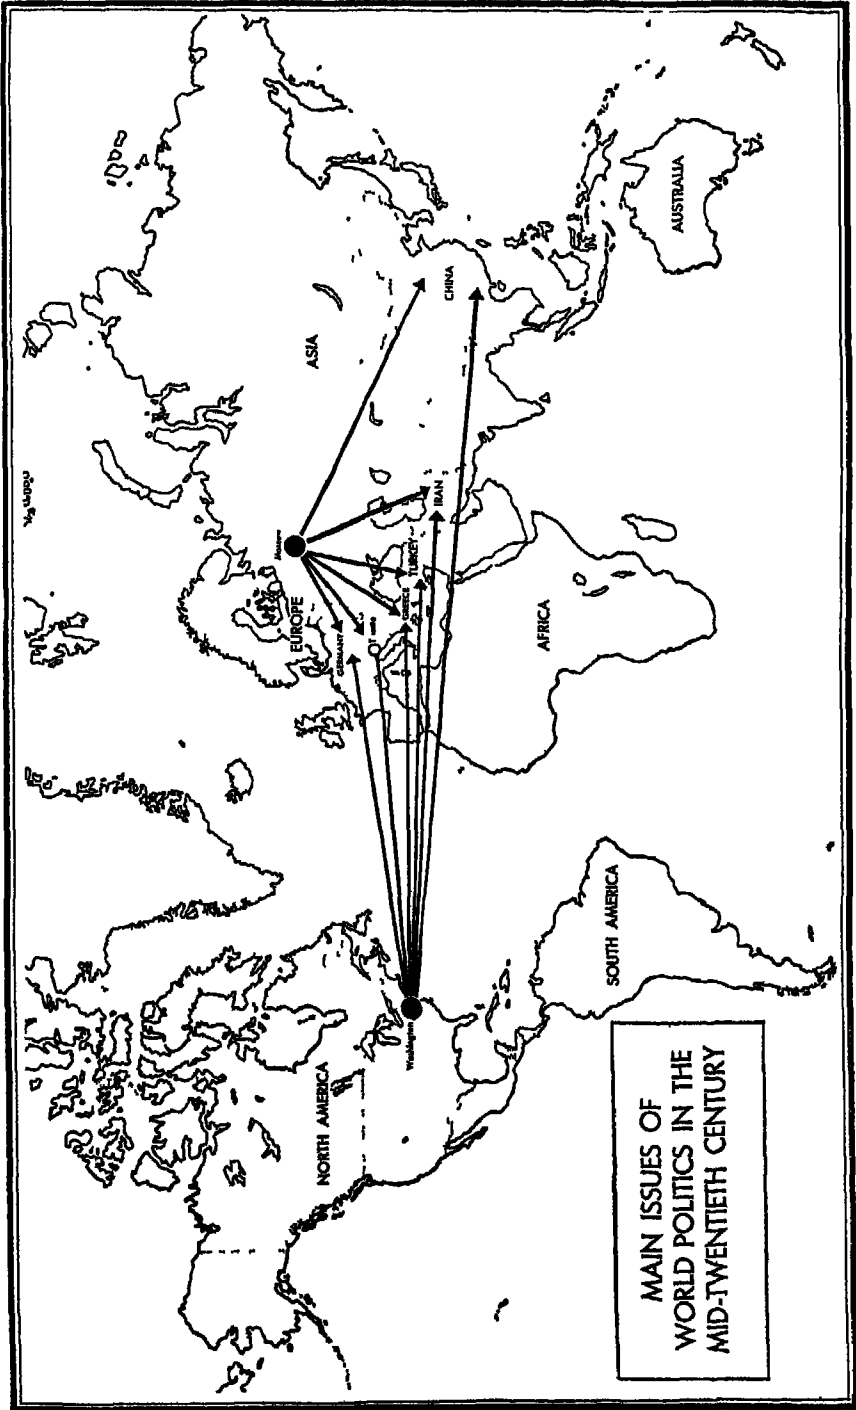 MAIN ISSUES OF
WORLD POLITICS IN THE
MID-TWENTIETH CENTURY
NORTH AMERICA
Washington
SOUTH AMERICA
EUROPE
Moscow
GERMANY
GREECE
TURKEY
IRAN
AFRICA
ASIA
CHINA
AUSTRALIA